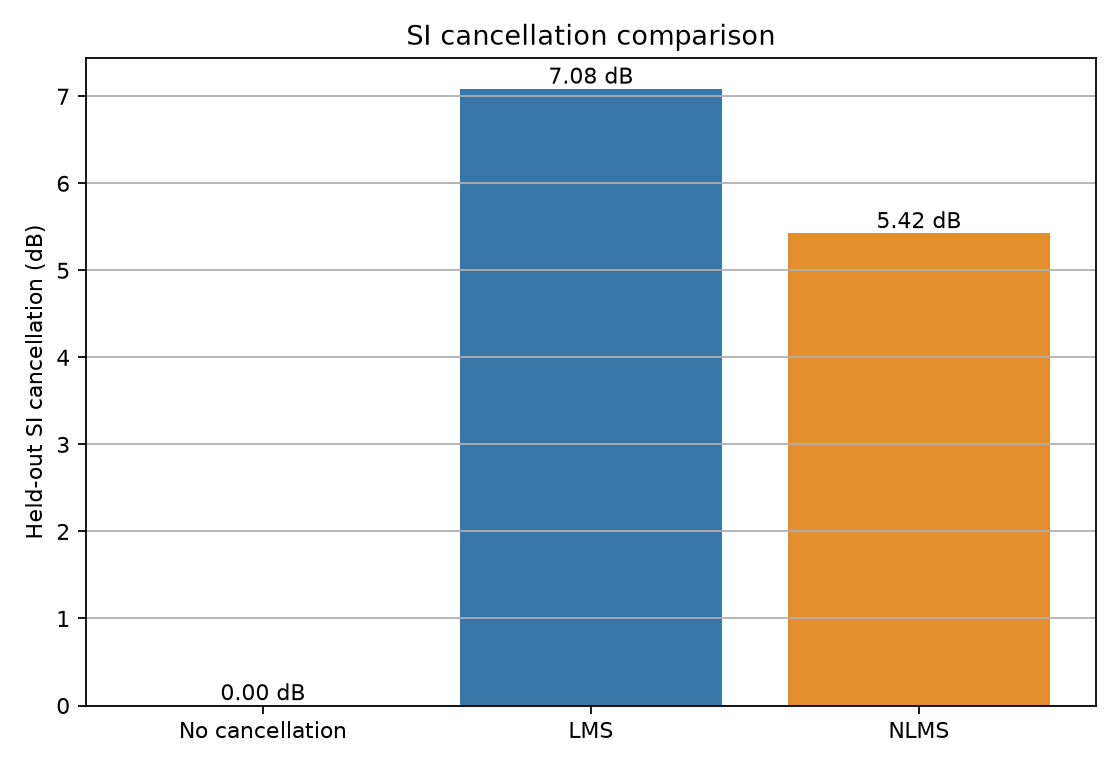 SI cancellation comparison
Held-out SI cancellation (dB)
7
6
5
4
3
2
1
0
0.00 dB
7.08 dB
5.42 dB
No cancellation
LMS
NLMS